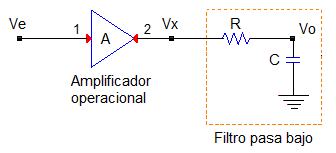 Ve
1
A
2
Vx
R
Vo
C
Amplificador
operacional
Filtro pasa bajo